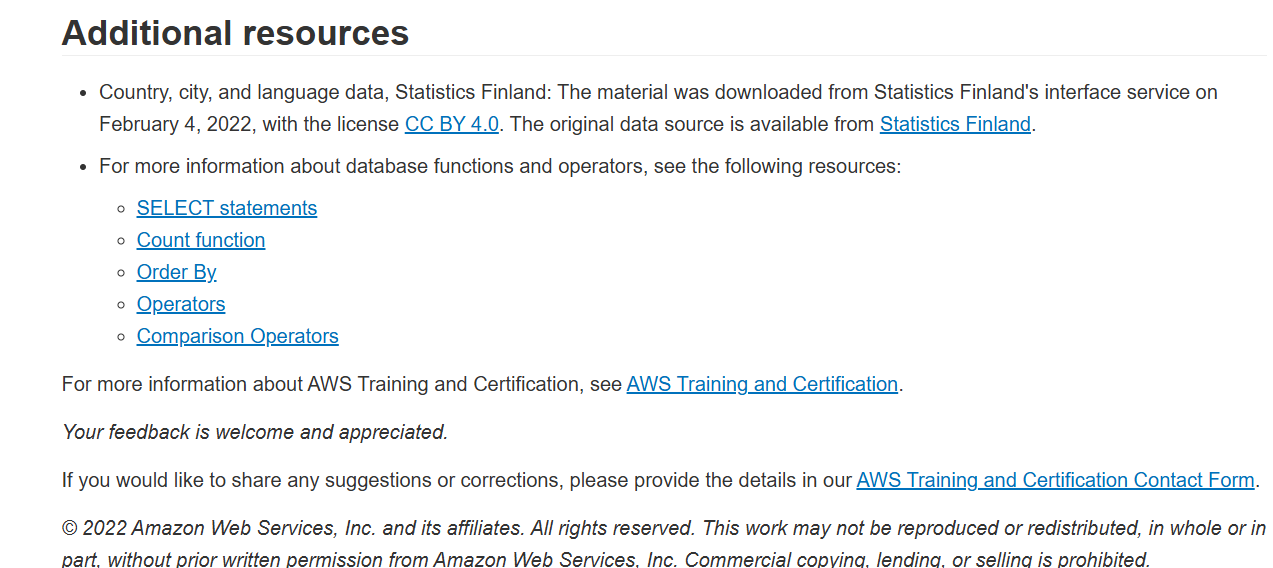 Additional resources
Country, city, and language data, Statistics Finland: The material was downloaded from Statistics Finland's interface service on
February 4, 2022, with the license CC BY 4.0. The original data source is available from Statistics Finland.
For more information about database functions and operators, see the following resources:
SELECT statements
Count function
Order By
Operators
Comparison Operators
For more information about AWS Training and Certification, see AWS Training and Certification.
Your feedback is welcome and appreciated.
If you would like to share any suggestions or corrections, please provide the details in our AWS Training and Certification Contact Form.
© 2022 Amazon Web Services, Inc. and its affiliates. All rights reserved. This work may not be reproduced or redistributed, in whole or in
part, without prior written permission from Amazon Web Services, Inc. Commercial copying, lending, or selling is prohibited.